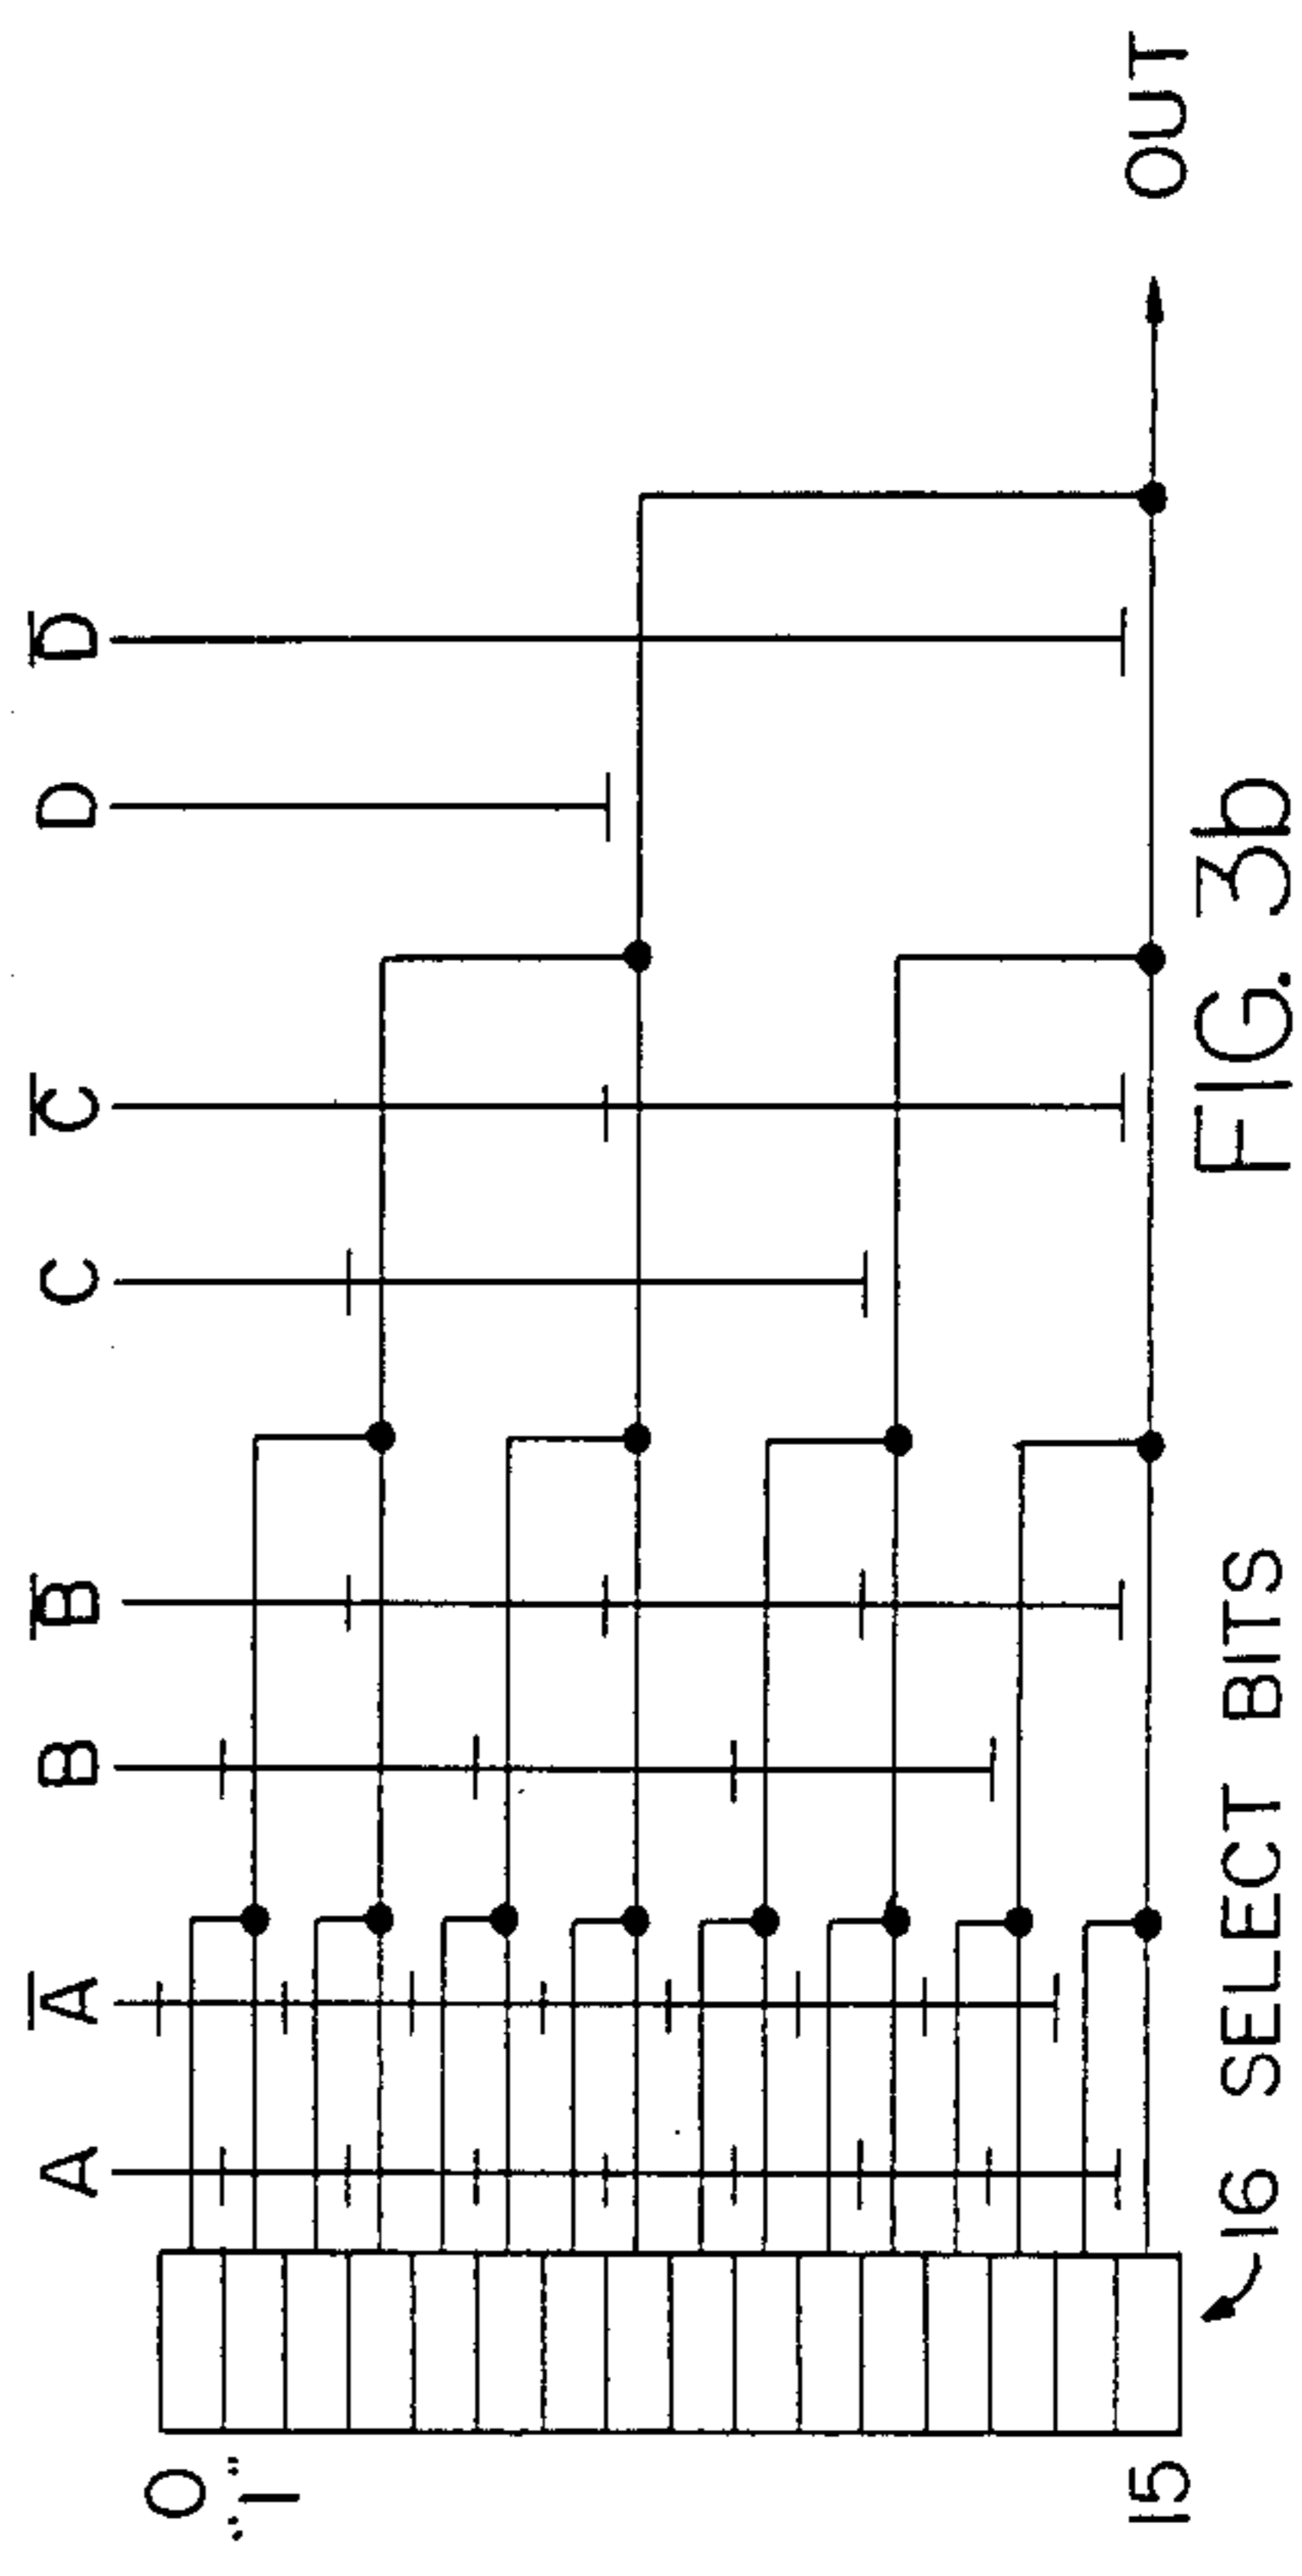 A A̅ B B̅ C C̅ D D̅
0
"1"
15
OUT
16 SELECT BITS
FIG. 3b